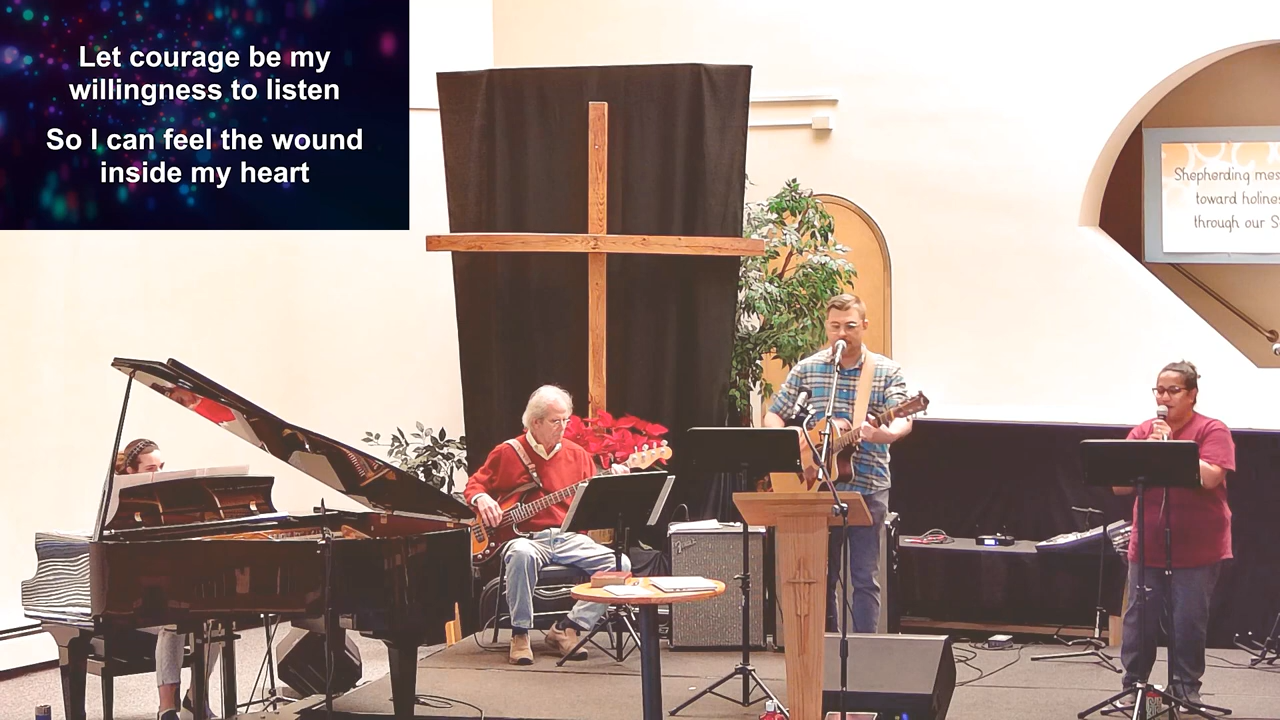 Let courage be my
willingness to listen
So I can feel the wound
inside my heart
Shepherding
toward
through our
Fender